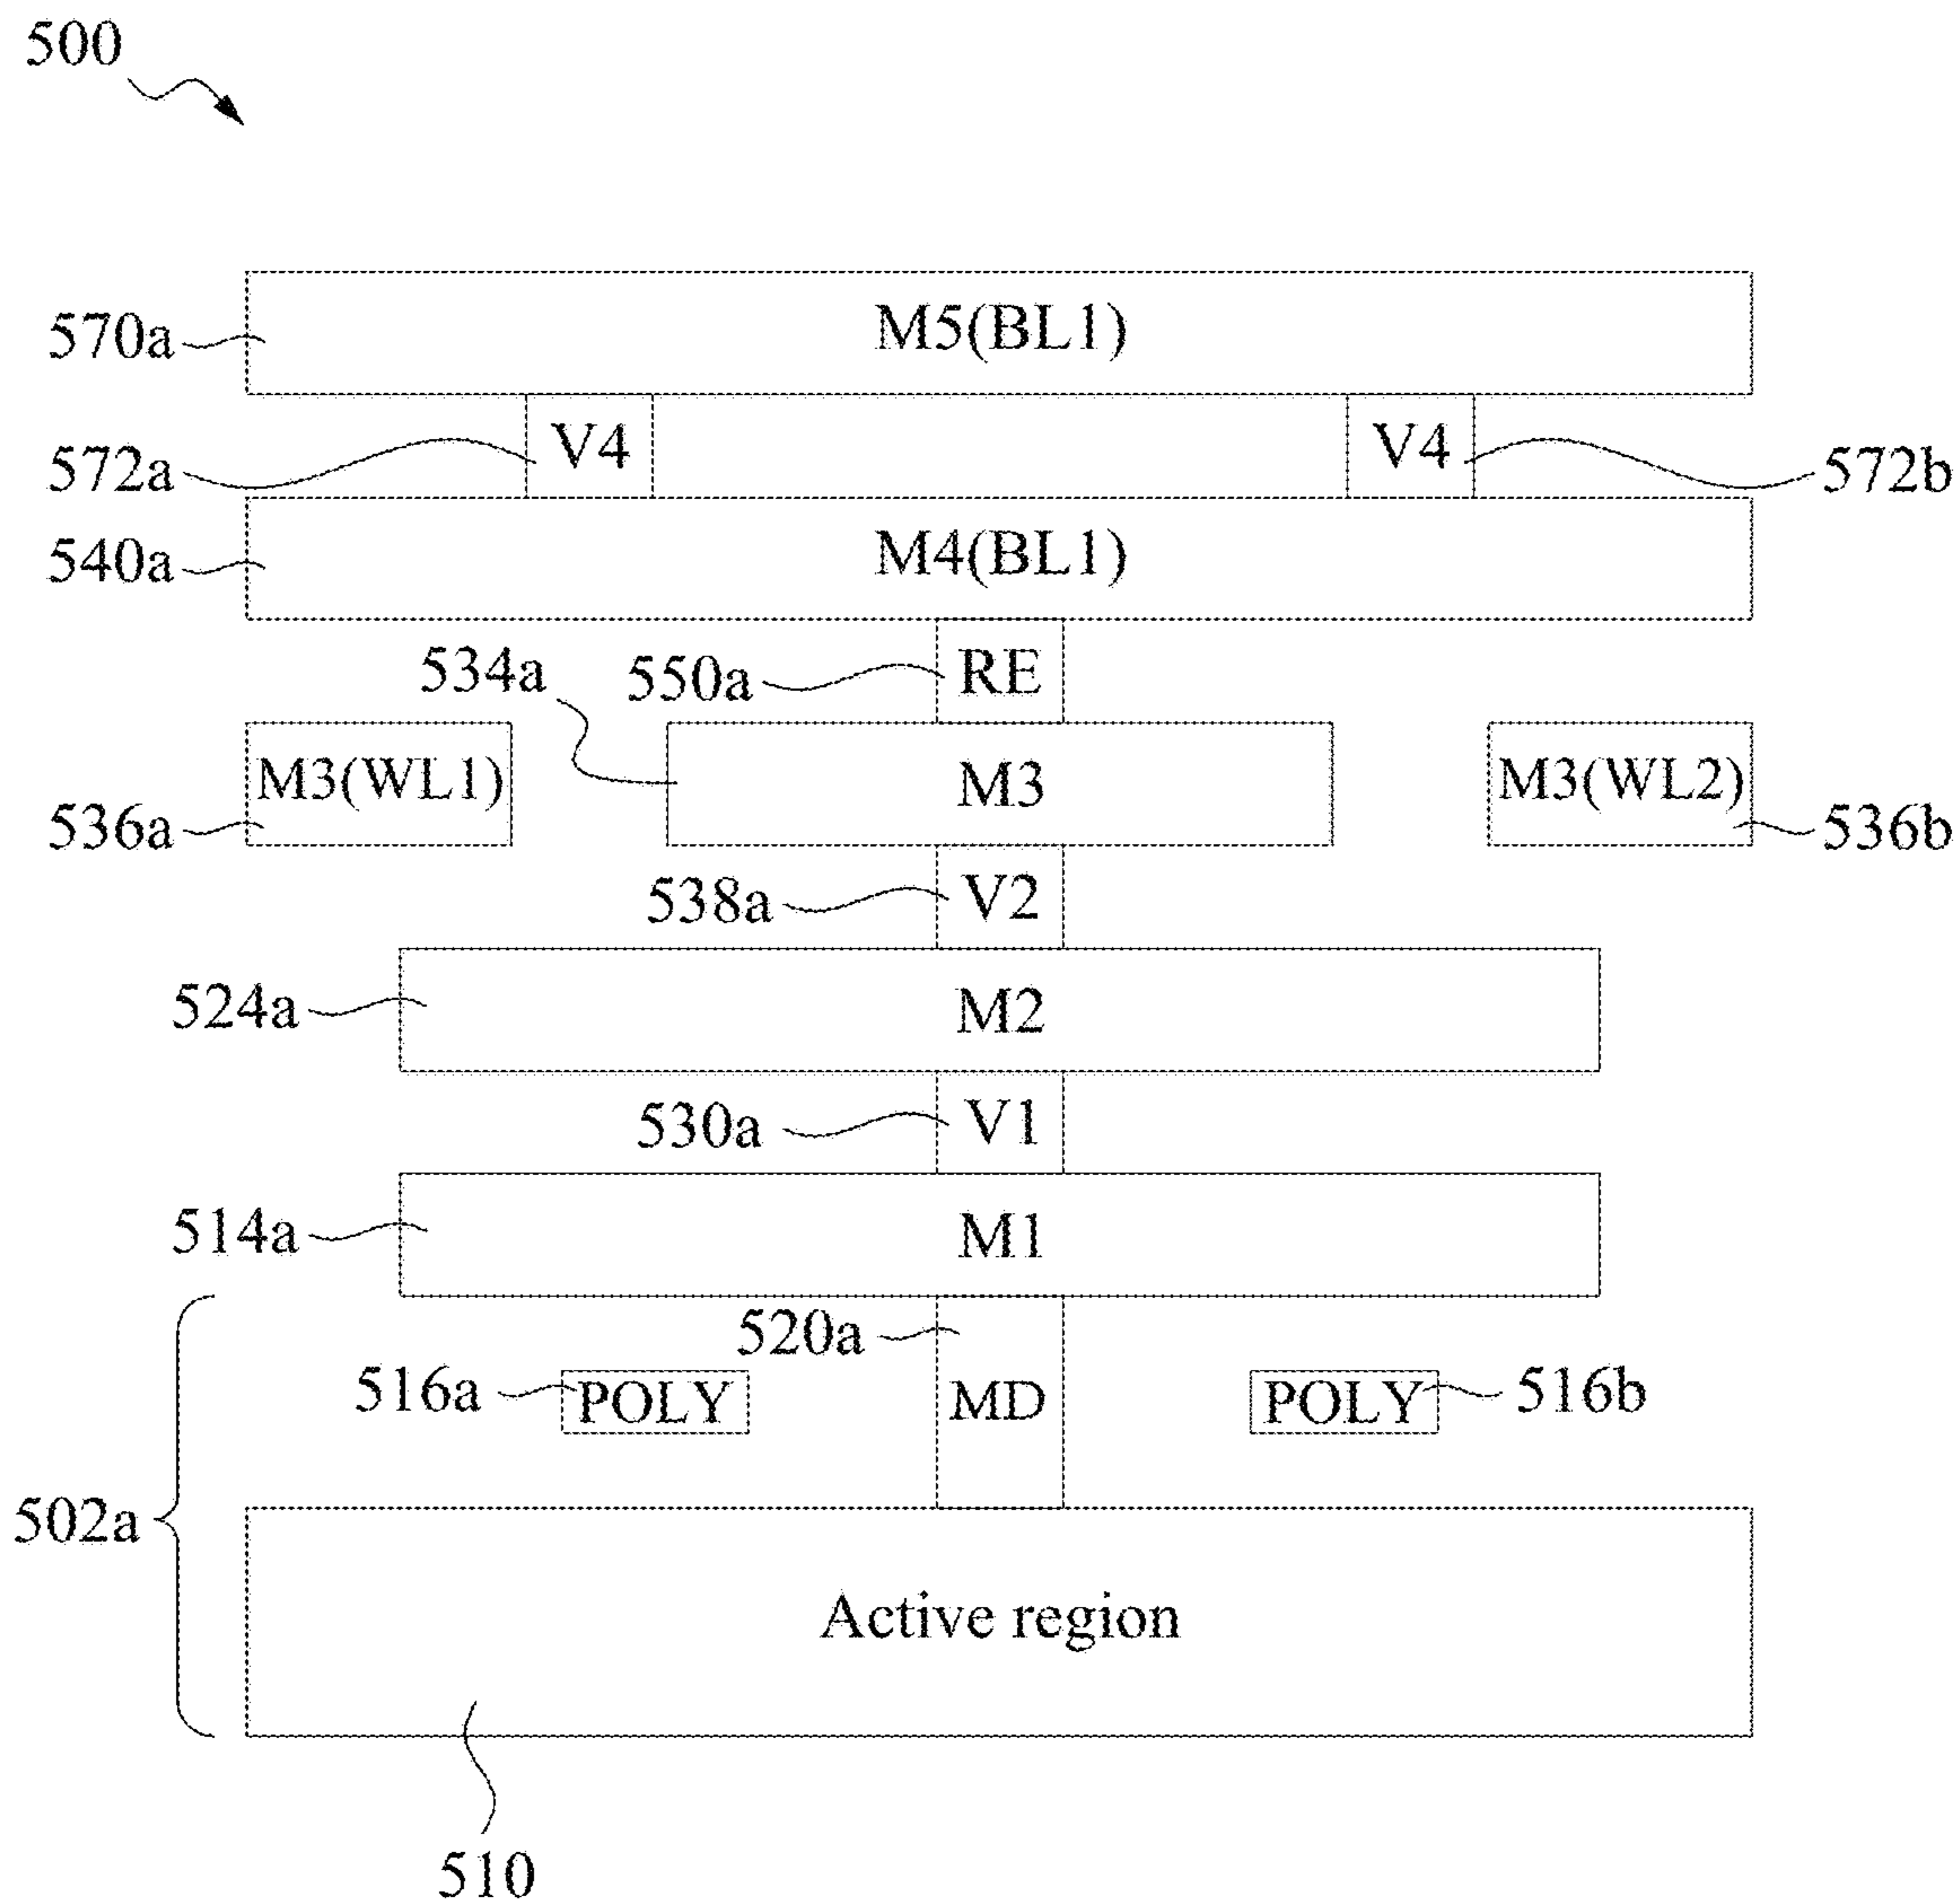 500
M5(BL1)
570a
V4
V4
572a
572b
M4(BL1)
540a
534a
550a
RE
M3(WL1)
M3
M3(WL2)
536a
536b
538a
V2
524a
M2
530a
V1
514a
M1
520a
516a
POLY
MD
POLY
516b
502a
Active region
510